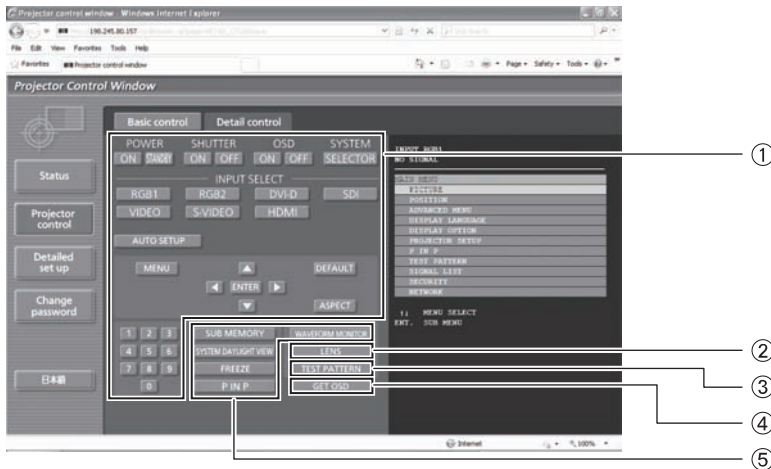 Projector control window - Windows Internet Explorer
198.245.80.157
File Edit View Favorites Tools Help
Favorites Projector control window
Page Safety Tools
Projector Control Window
Basic control Detail control
POWER SHUTTER OSD SYSTEM
ON STANDBY ON OFF ON OFF SELECTOR
INPUT SELECT
RGB1 RGB2 DVI-D SDI
VIDEO S-VIDEO HDMI
AUTO SETUP
MENU DEFAULT
ENTER
ASPECT
1 2 3 SUB MEMORY WAVEFORM MONITOR
4 5 6 SYSTEM DAYLIGHT VIEW LENS
7 8 9 FREEZE TEST PATTERN
0 P IN P GET OSD
Status
Projector
control
Detailed
set up
Change
password
日本語
INPUT RGB1
NO SIGNAL
MAIN MENU
PICTURE
POSITION
ADVANCED MENU
DISPLAY LANGUAGE
DISPLAY OPTION
PROJECTOR SETUP
P IN P
TEST PATTERN
SIGNAL LIST
SECURITY
NETWORK
MENU SELECT
ENT. SUB MENU
Internet 100%
①
②
③
④
⑤